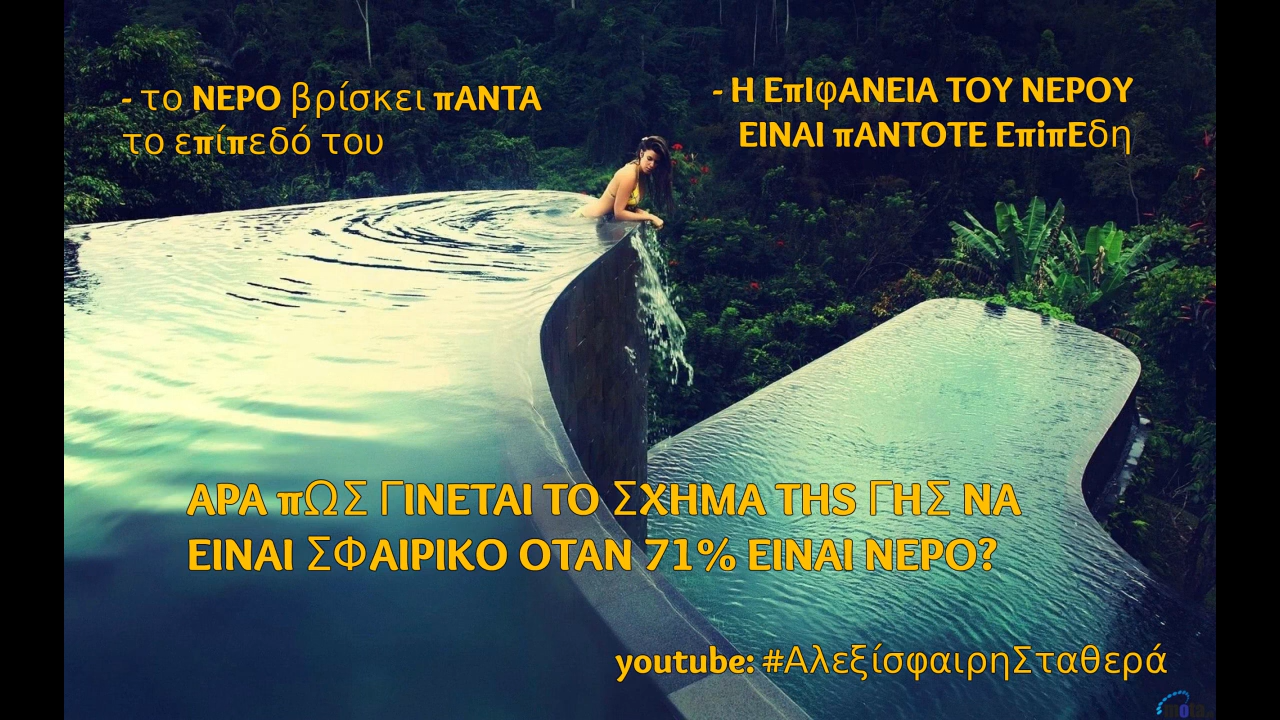 - το ΝΕΡΟ βρίσκει πΑΝΤΑ
το επίπεδό του
- Η ΕπΙφΑΝΕΙΑ ΤΟΥ ΝΕΡΟΥ
ΕΙΝΑΙ πΑΝΤΟΤΕ ΕπiπΕδη
ΑΡΑ πΩΣ ΓΙΝΕΤΑΙ ΤΟ ΣΧΗΜΑ ΤΗS ΓΗΣ ΝΑ
ΕΙΝΑΙ ΣΦΑΙΡΙΚΟ ΟΤΑΝ 71% ΕΙΝΑΙ ΝΕΡΟ?
youtube: #ΑλεξίσφαιρηΣταθερά